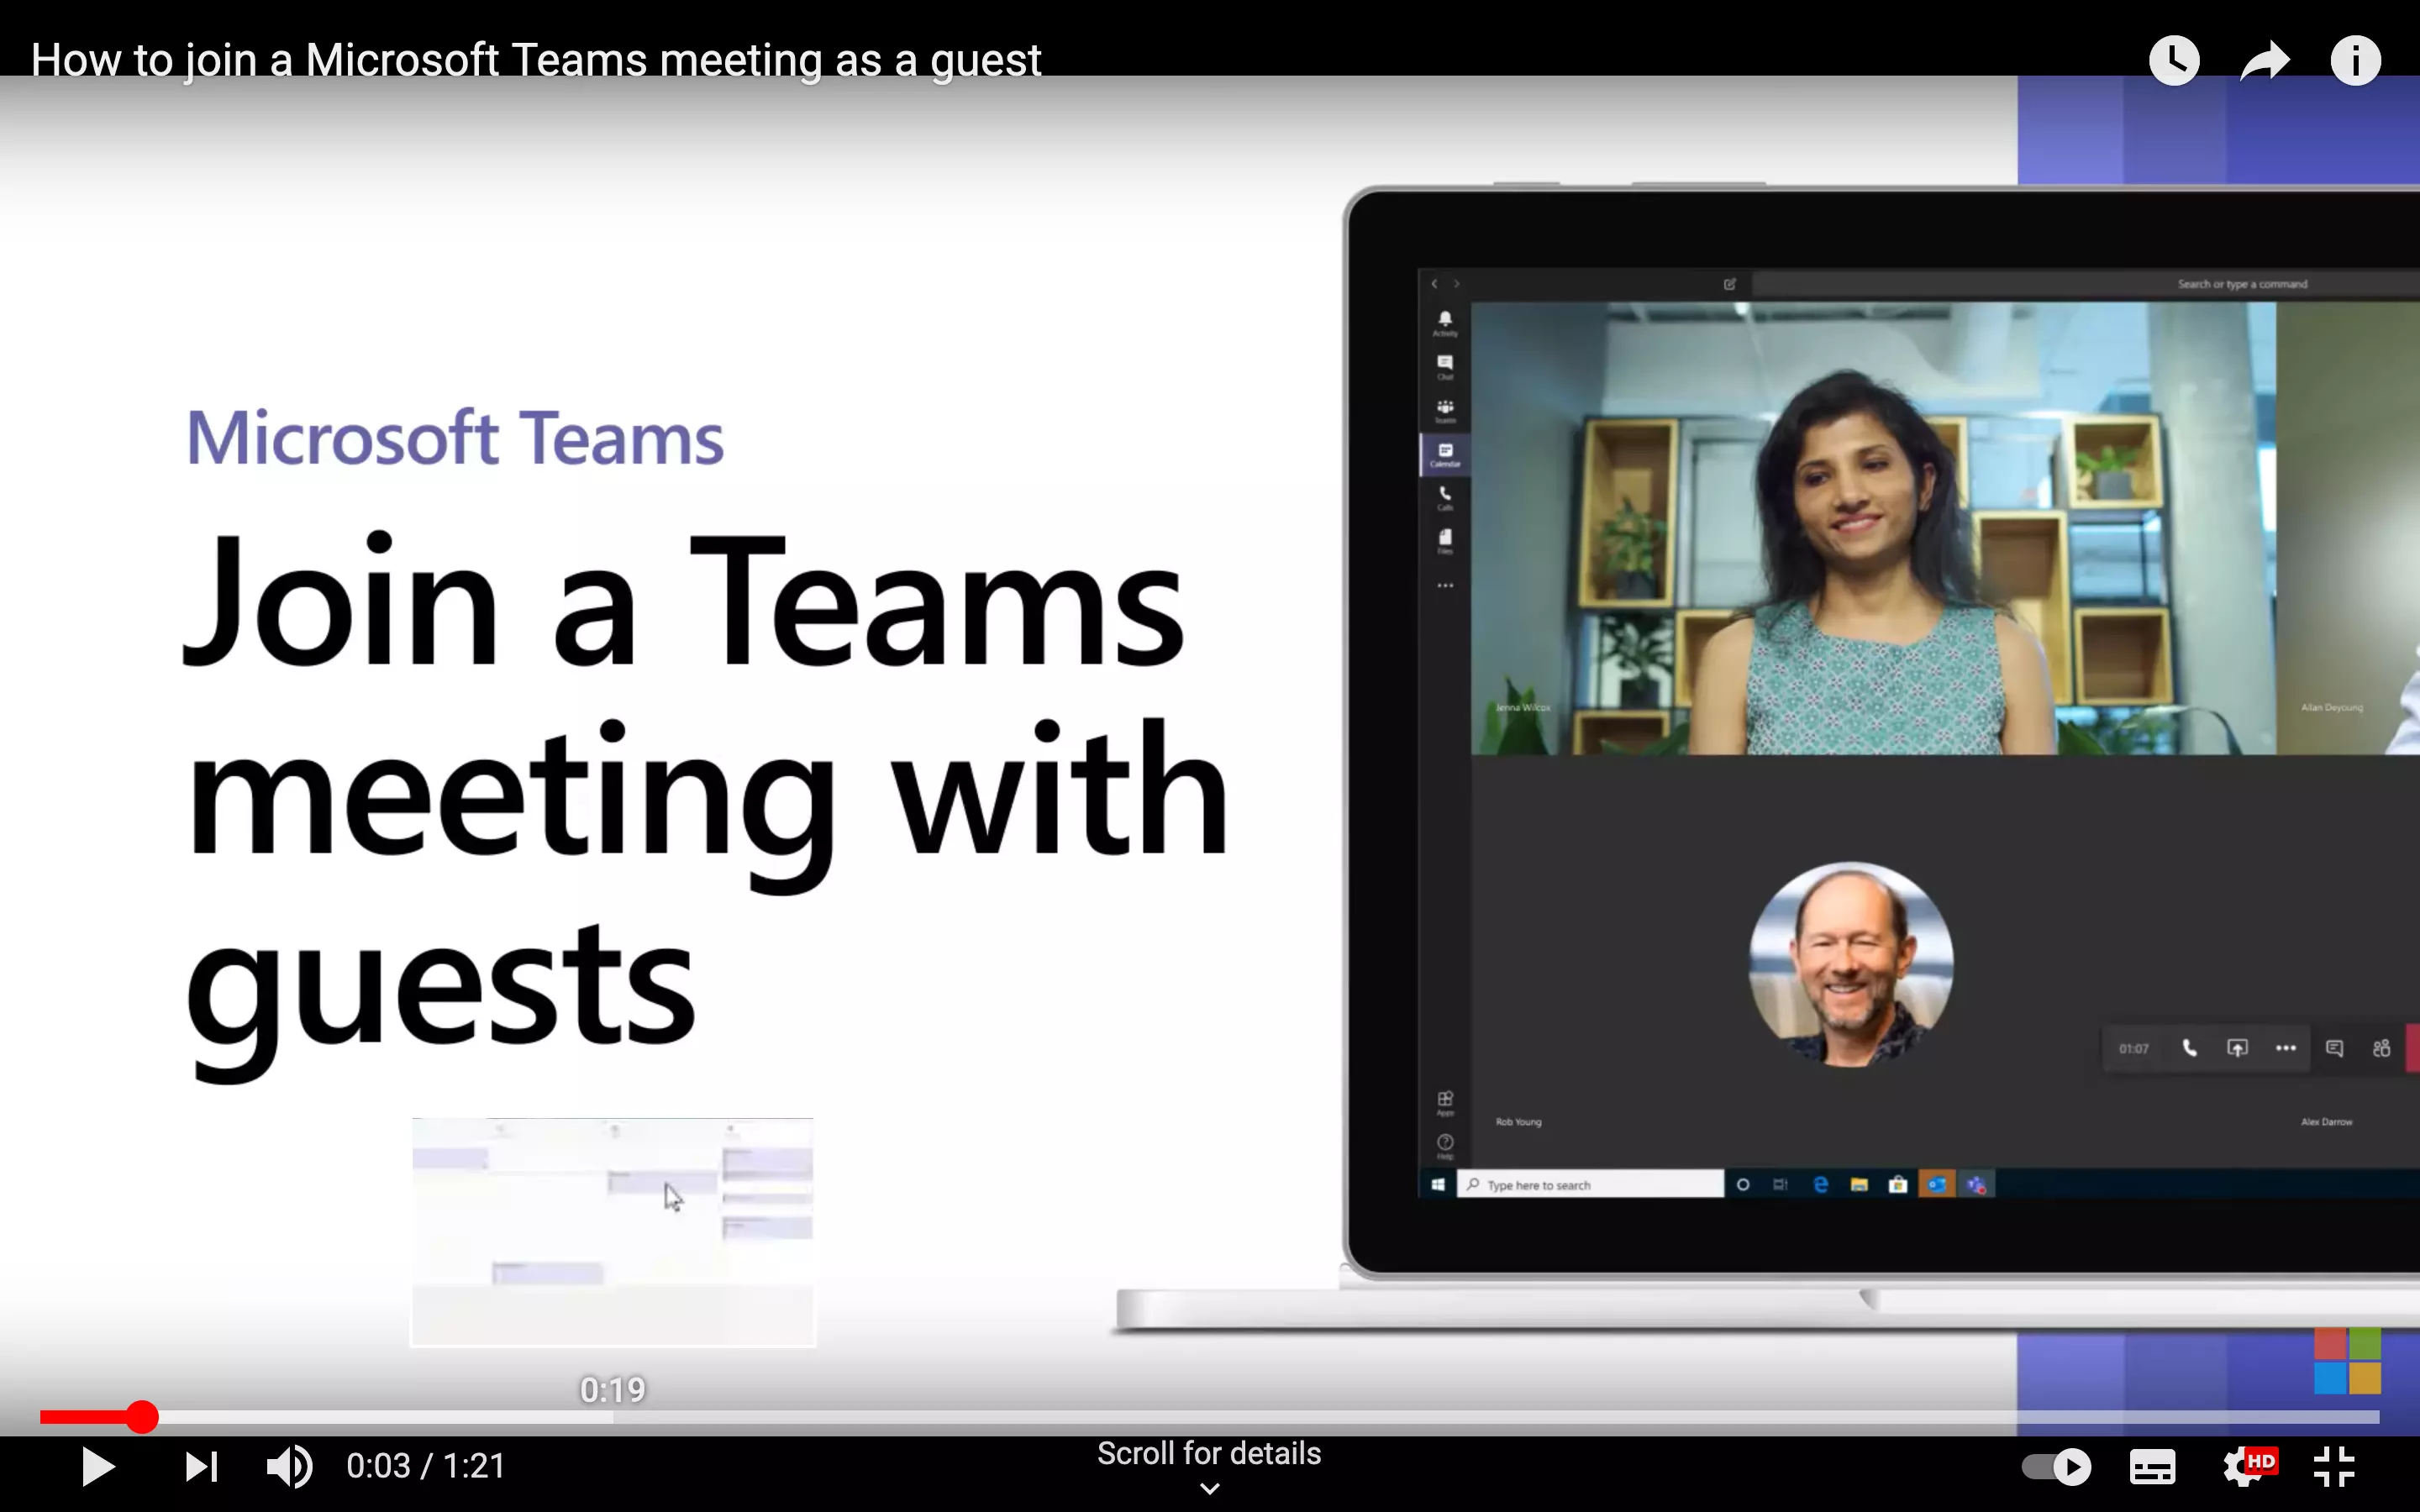 How to join a Microsoft Teams meeting as a guest
Microsoft Teams
Join a Teams
meeting with
guests
Search or type a command
Activity
Chat
Teams
Calendar
Calls
Files
Jenna Wilcox
Allan Deyoung
01:07
Apps
Help
Rob Young
Alex Darrow
Type here to search
0:19
0:03 / 1:21
Scroll for details
HD